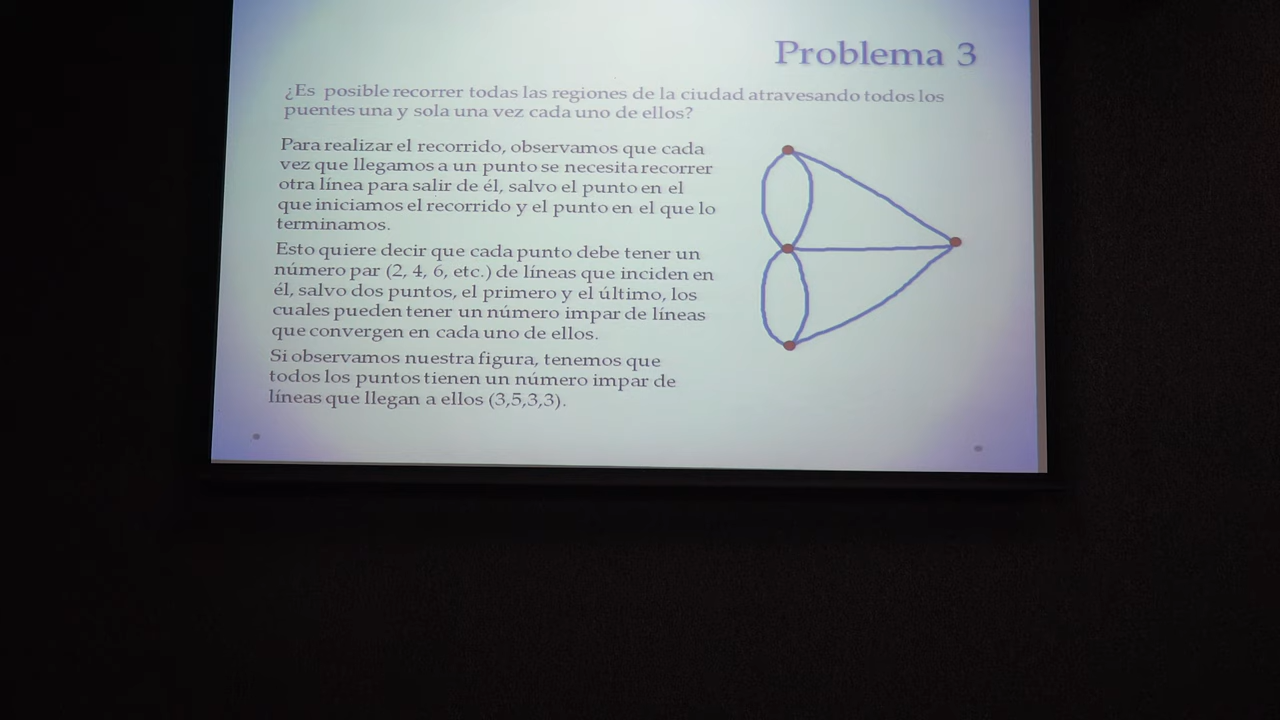 Problema 3
¿Es posible recorrer todas las regiones de la ciudad atravesando todos los
puentes una y sola una vez cada uno de ellos?
Para realizar el recorrido, observamos que cada
vez que llegamos a un punto se necesita recorrer
otra línea para salir de él, salvo el punto en el
que iniciamos el recorrido y el punto en el que lo
terminamos.
Esto quiere decir que cada punto debe tener un
número par (2, 4, 6, etc.) de líneas que inciden en
él, salvo dos puntos, el primero y el último, los
cuales pueden tener un número impar de líneas
que convergen en cada uno de ellos.
Si observamos nuestra figura, tenemos que
todos los puntos tienen un número impar de
líneas que llegan a ellos (3,5,3,3).